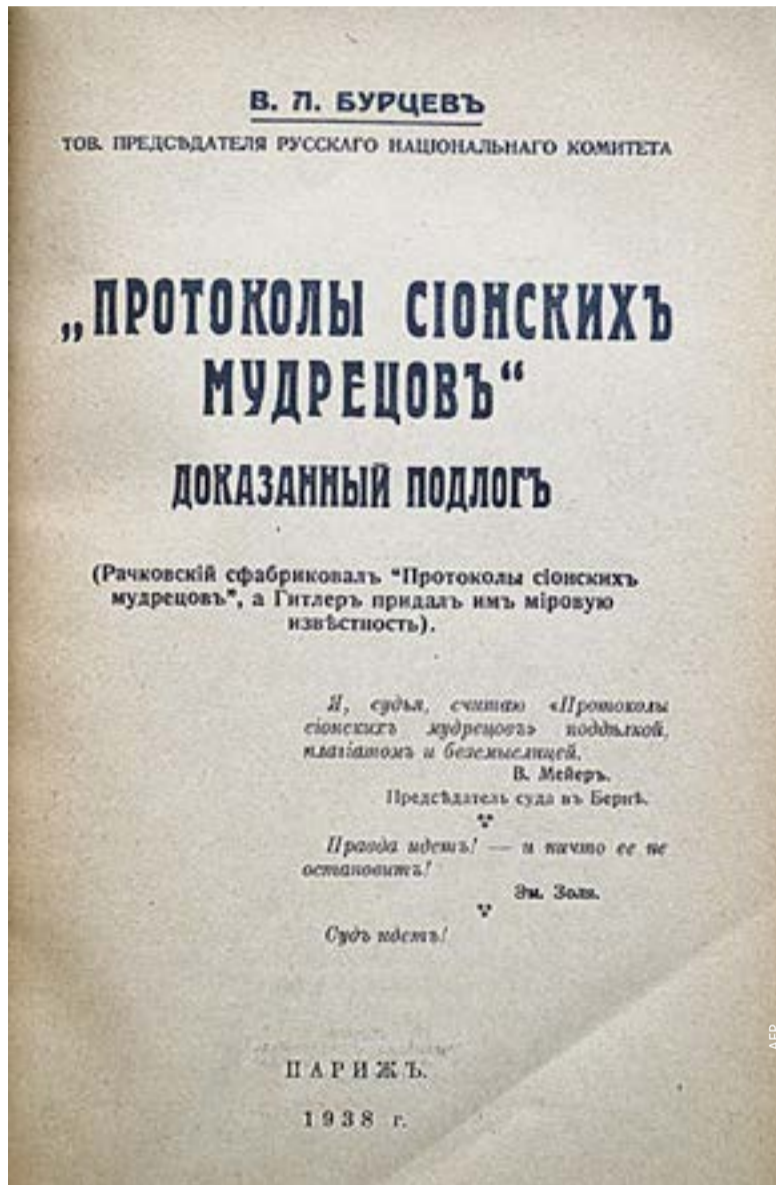 В. Л. БУРЦЕВЪ
ТОВ. ПРЕДСѢДАТЕЛЯ РУССКАГО НАЦІОНАЛЬНАГО КОМИТЕТА
„ПРОТОКОЛЫ СІОНСКИХЪ
МУДРЕЦОВЪ“
ДОКАЗАННЫЙ ПОДЛОГЪ
(Рачковскій сфабриковалъ "Протоколы сіонскихъ
мудрецовъ", а Гитлеръ придалъ имъ міровую
извѣстность).
Я, судья, считаю «Протоколы
сіонскихъ мудрецовъ» поддѣлкой,
плагіатомъ и безсмыслицей.
В. Мейеръ.
Предсѣдатель суда въ Бернѣ.
Правда идетъ! — и ничто ее не
остановитъ!
Эм. Золя.
Судъ идетъ!
ПАРИЖЪ.
1938 г.
AFP